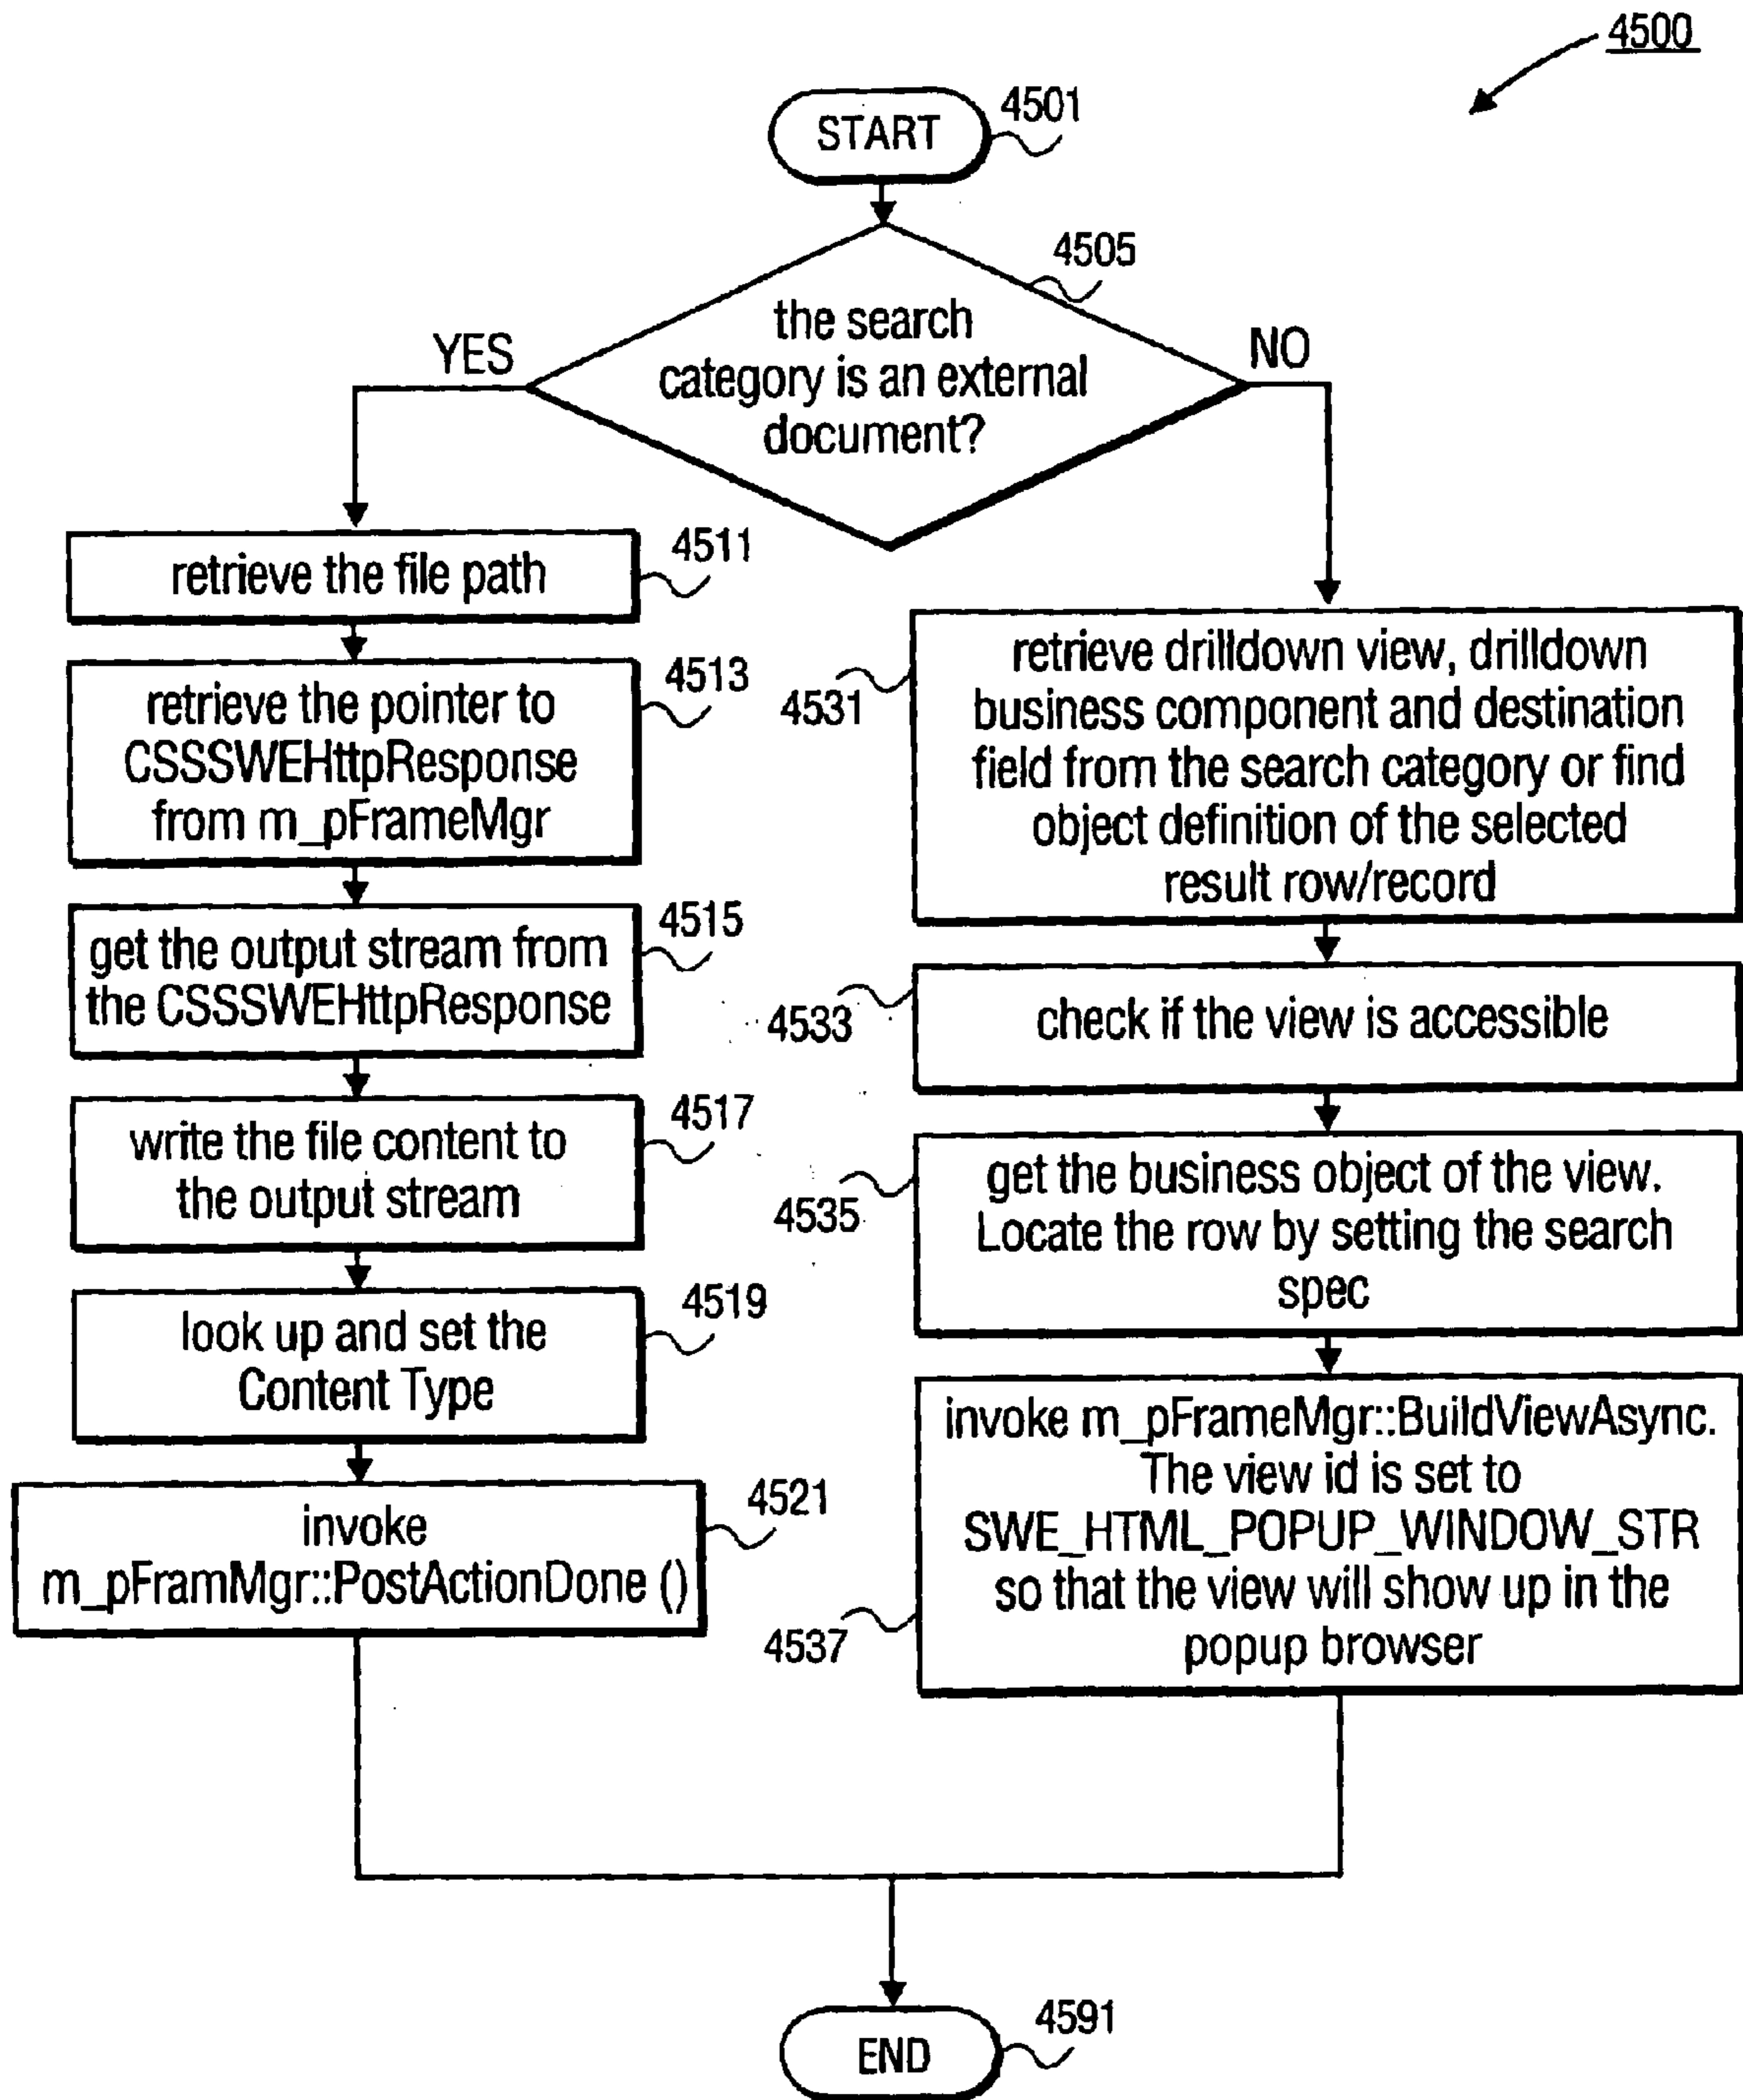 4500
START
4501
4505
the search
category is an external
document?
YES
NO
retrieve the file path
4511
retrieve the pointer to
CSSSWEHttpResponse
from m_pFrameMgr
4513
get the output stream from
the CSSSWEHttpResponse
4515
write the file content to
the output stream
4517
look up and set the
Content Type
4519
invoke
m_pFramMgr::PostActionDone ()
4521
retrieve drilldown view, drilldown
business component and destination
field from the search category or find
object definition of the selected
result row/record
4531
check if the view is accessible
4533
get the business object of the view.
Locate the row by setting the search
spec
4535
invoke m_pFrameMgr::BuildViewAsync.
The view id is set to
SWE_HTML_POPUP_WINDOW_STR
so that the view will show up in the
popup browser
4537
END
4591